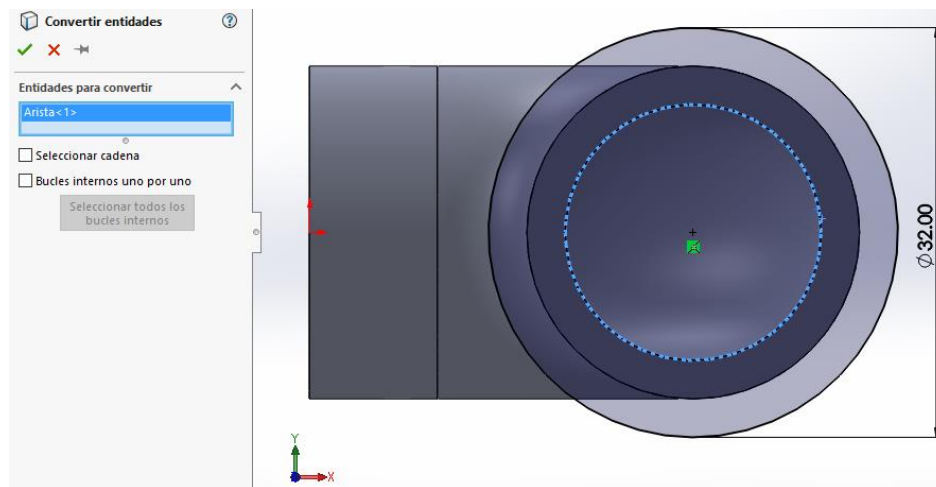 Convertir entidades
Entidades para convertir
Arista<1>
Seleccionar cadena
Bucles internos uno por uno
Seleccionar todos los
bucles internos
∅32.00
Y
X